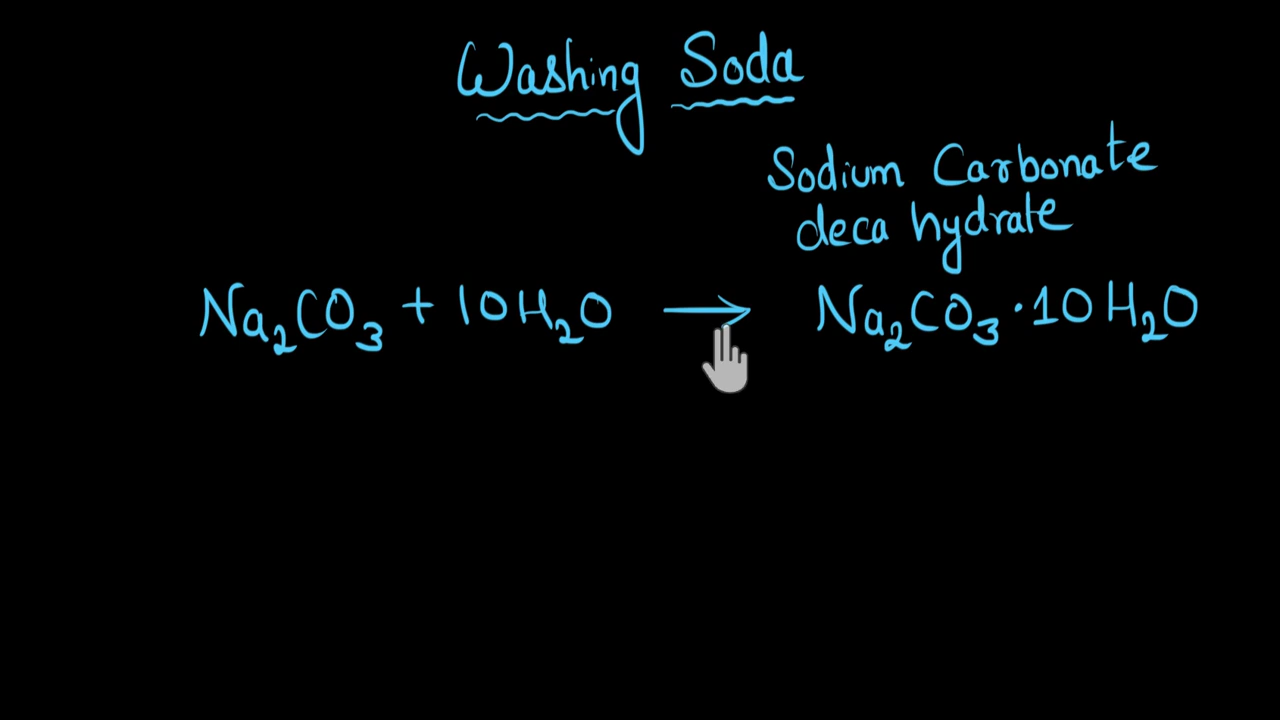 Washing Soda
Sodium Carbonate
deca hydrate
Na₂CO₃ + 10H₂O → Na₂CO₃·10H₂O